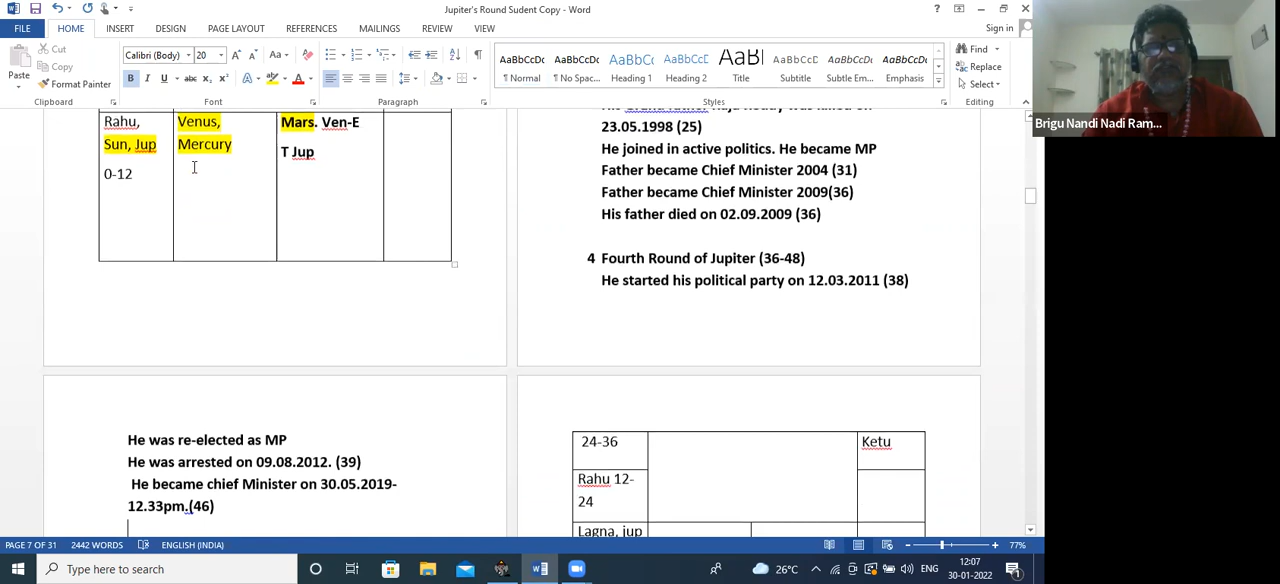 Jupiter's Round Sudent Copy - Word
Sign in
FILE HOME INSERT DESIGN PAGE LAYOUT REFERENCES MAILINGS REVIEW VIEW
Paste
Cut
Copy
Format Painter
Clipboard
Calibri (Body) 20
Font
Paragraph
AaBbCcDc AaBbCcDc AaBbCc AaBbCcC AaBl AaBbCcC AaBbCcDc AaBbCcDc
¶ Normal ¶ No Spac... Heading 1 Heading 2 Title Subtitle Subtle Em... Emphasis
Styles
Find
Replace
Select
Editing
Rahu,
Sun, Jup
0-12
Venus,
Mercury
Mars. Ven-E
T Jup
23.05.1998 (25)
He joined in active politics. He became MP
Father became Chief Minister 2004 (31)
Father became Chief Minister 2009(36)
His father died on 02.09.2009 (36)
4 Fourth Round of Jupiter (36-48)
He started his political party on 12.03.2011 (38)
He was re-elected as MP
He was arrested on 09.08.2012. (39)
He became chief Minister on 30.05.2019-
12.33pm.(46)
24-36
Ketu
Rahu 12-
24
Lagna, jup
PAGE 7 OF 31 2442 WORDS ENGLISH (INDIA)
77%
Type here to search
26°C
ENG
12:07
30-01-2022
1
Brigu Nandi Nadi Ram...